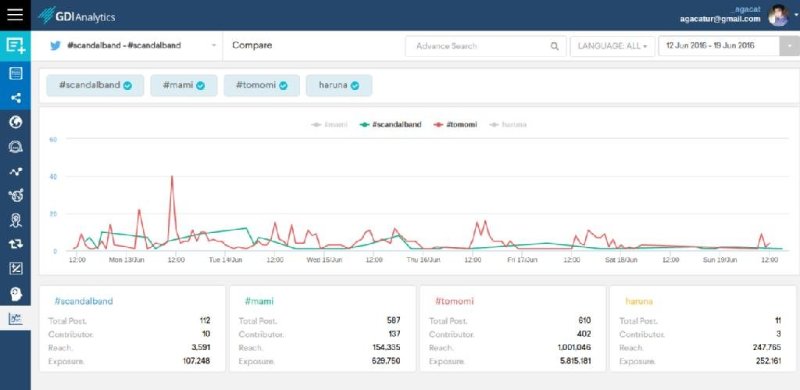 GDI Analytics
_agacat
agacatur@gmail.com
#scandalband - #scandalband
Compare
Advance Search
LANGUAGE: ALL
12 Jun 2016 - 19 Jun 2016
#scandalband
#mami
#tomomi
haruna
#mami #scandalband #tomomi haruna
60
40
20
0
12:00 Mon 13/Jun 12:00 Tue 14/Jun 12:00 Wed 15/Jun 12:00 Thu 16/Jun 12:00 Fri 17/Jun 12:00 Sat 18/Jun 12:00 Sun 19/Jun 12:00
#scandalband
Total Post. 112
Contributor. 10
Reach. 3,591
Exposure. 107.248
#mami
Total Post. 587
Contributor. 137
Reach. 154,335
Exposure. 629,750
#tomomi
Total Post. 610
Contributor. 402
Reach. 1,001,046
Exposure. 5,815,181
haruna
Total Post. 11
Contributor. 3
Reach. 247,765
Exposure. 252,161